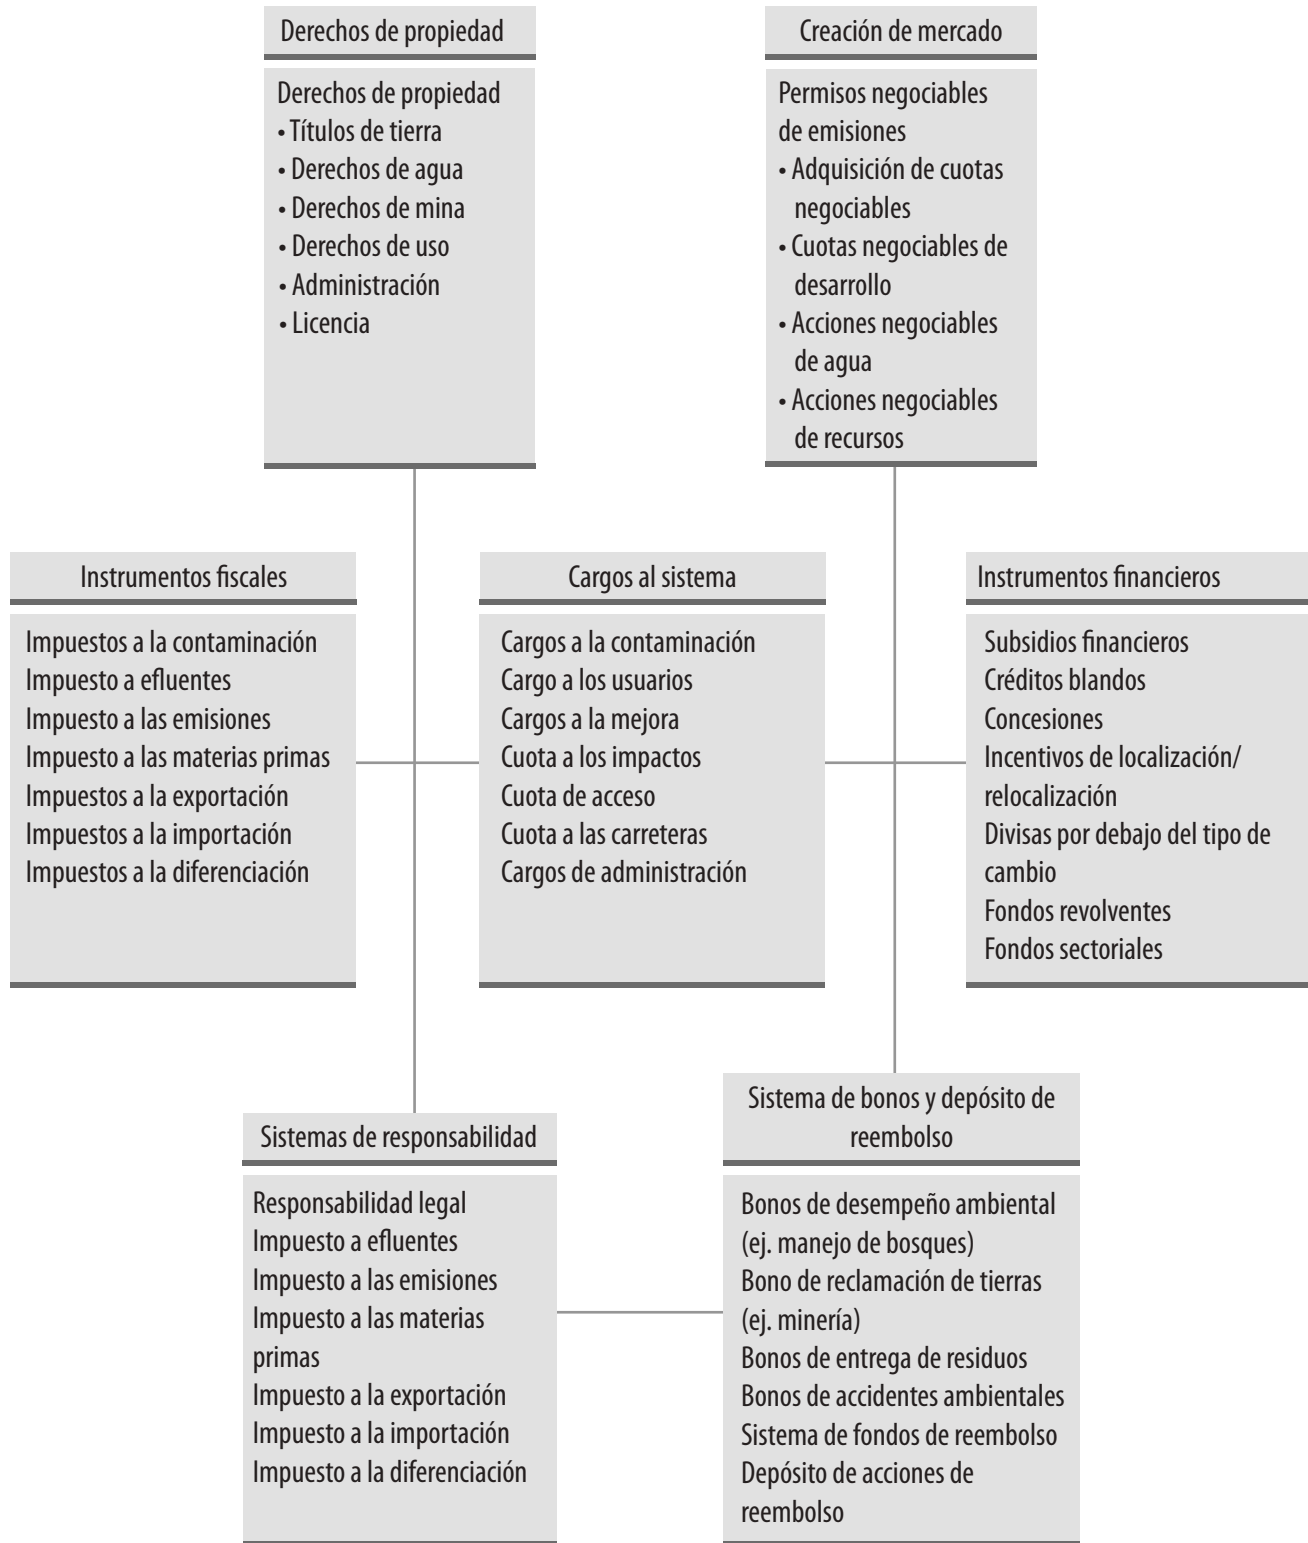 Derechos de propiedad
Derechos de propiedad
• Títulos de tierra
• Derechos de agua
• Derechos de mina
• Derechos de uso
• Administración
• Licencia
Creación de mercado
Permisos negociables
de emisiones
• Adquisición de cuotas
negociables
• Cuotas negociables de
desarrollo
• Acciones negociables
de agua
• Acciones negociables
de recursos
Instrumentos fiscales
Impuestos a la contaminación
Impuesto a efluentes
Impuesto a las emisiones
Impuesto a las materias primas
Impuestos a la exportación
Impuestos a la importación
Impuestos a la diferenciación
Cargos al sistema
Cargos a la contaminación
Cargo a los usuarios
Cargos a la mejora
Cuota a los impactos
Cuota de acceso
Cuota a las carreteras
Cargos de administración
Instrumentos financieros
Subsidios financieros
Créditos blandos
Concesiones
Incentivos de localización/
relocalización
Divisas por debajo del tipo de
cambio
Fondos revolventes
Fondos sectoriales
Sistemas de responsabilidad
Responsabilidad legal
Impuesto a efluentes
Impuesto a las emisiones
Impuesto a las materias
primas
Impuesto a la exportación
Impuesto a la importación
Impuesto a la diferenciación
Sistema de bonos y depósito de
reembolso
Bonos de desempeño ambiental
(ej. manejo de bosques)
Bono de reclamación de tierras
(ej. minería)
Bonos de entrega de residuos
Bonos de accidentes ambientales
Sistema de fondos de reembolso
Depósito de acciones de
reembolso